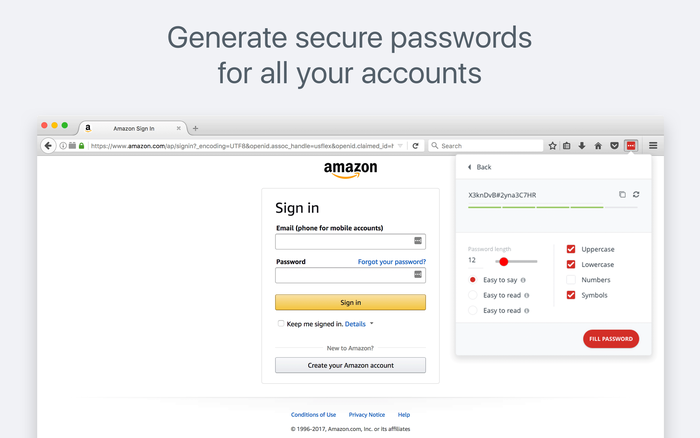 Generate secure passwords
for all your accounts
Amazon Sign In
https://www.amazon.com/ap/signin?_encoding=UTF8&openid.assoc_handle=usflex&openid.claimed_id=h
Search
amazon
Sign in
Email (phone for mobile accounts)
Password
Forgot your password?
Sign in
Keep me signed in. Details
New to Amazon?
Create your Amazon account
Conditions of Use
Privacy Notice
Help
© 1996-2017, Amazon.com, Inc. or its affiliates
Back
X3knDvB#2yna3C7HR
Password length
12
Easy to say
Easy to read
Easy to read
Uppercase
Lowercase
Numbers
Symbols
FILL PASSWORD